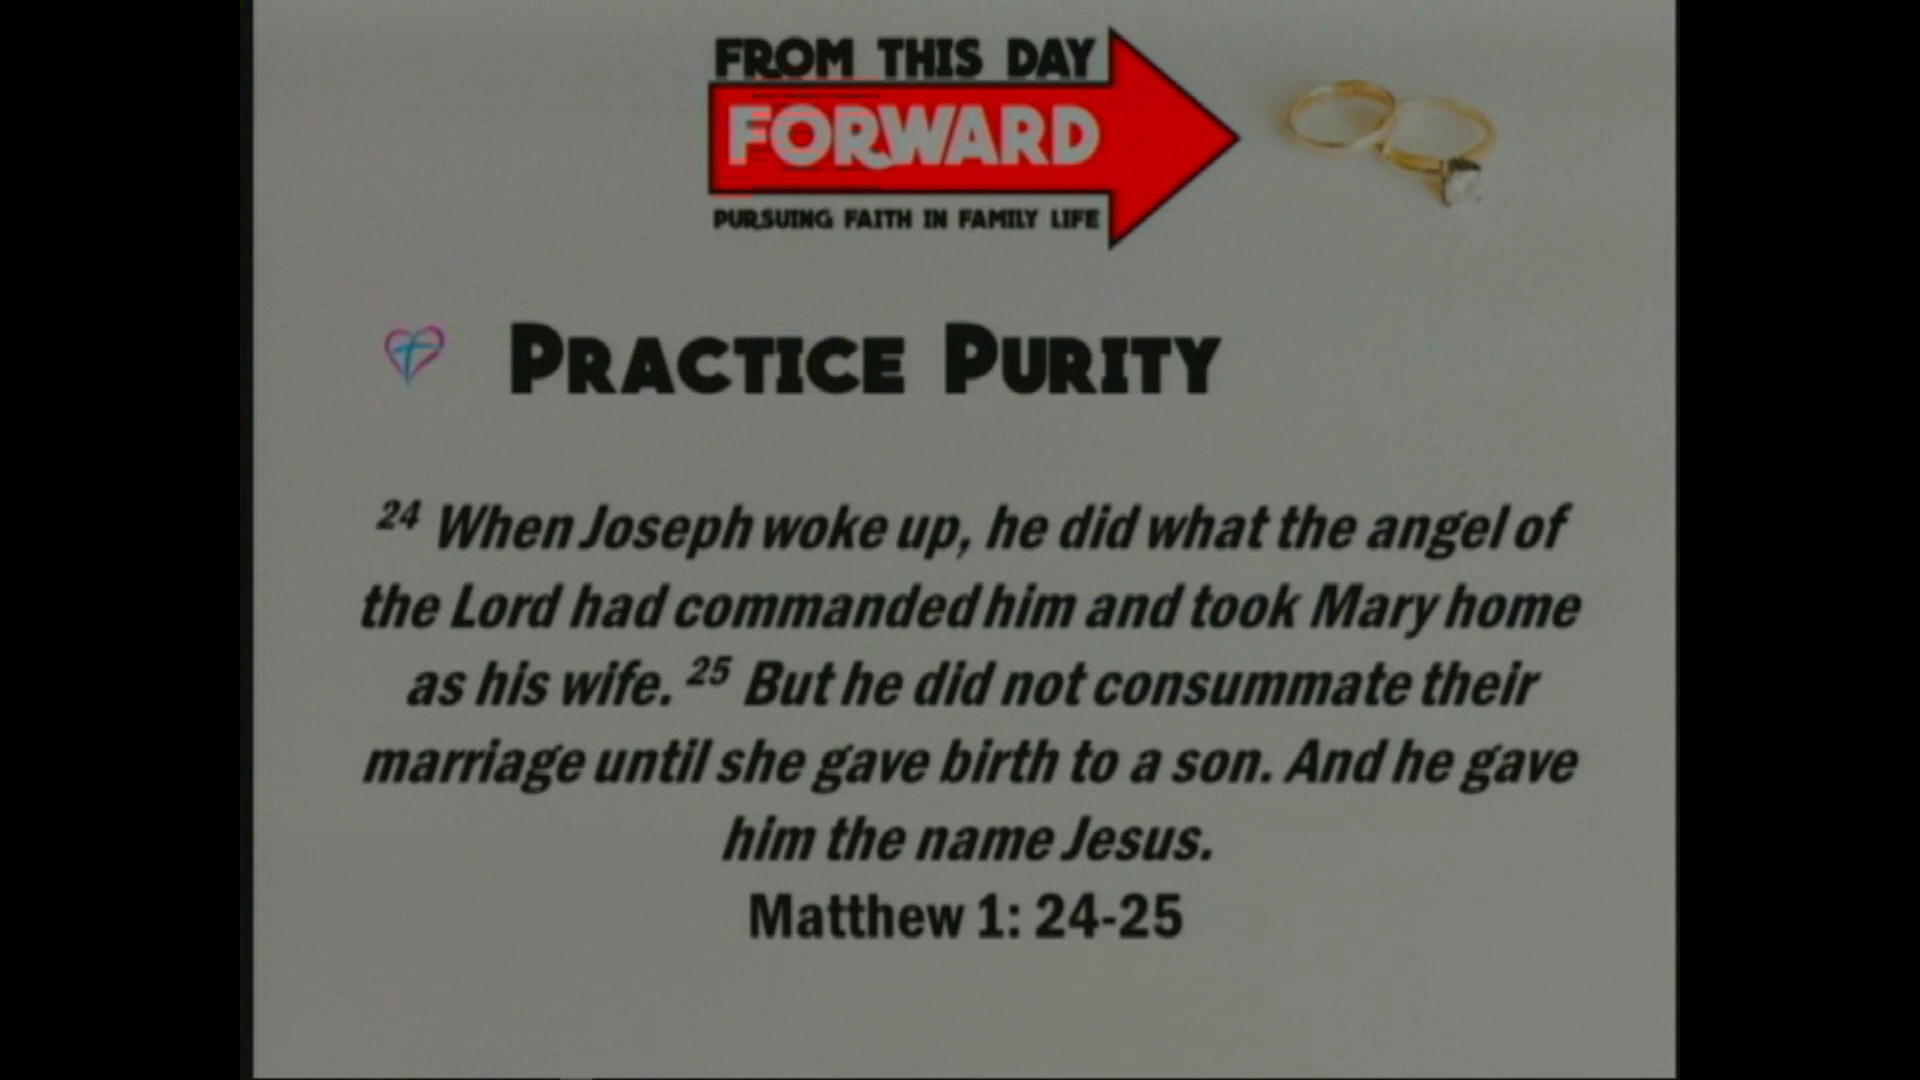 FROM THIS DAY
FORWARD
PURSUING FAITH IN FAMILY LIFE
PRACTICE PURITY
24 When Joseph woke up, he did what the angel of
the Lord had commanded him and took Mary home
as his wife. 25 But he did not consummate their
marriage until she gave birth to a son. And he gave
him the name Jesus.
Matthew 1: 24-25